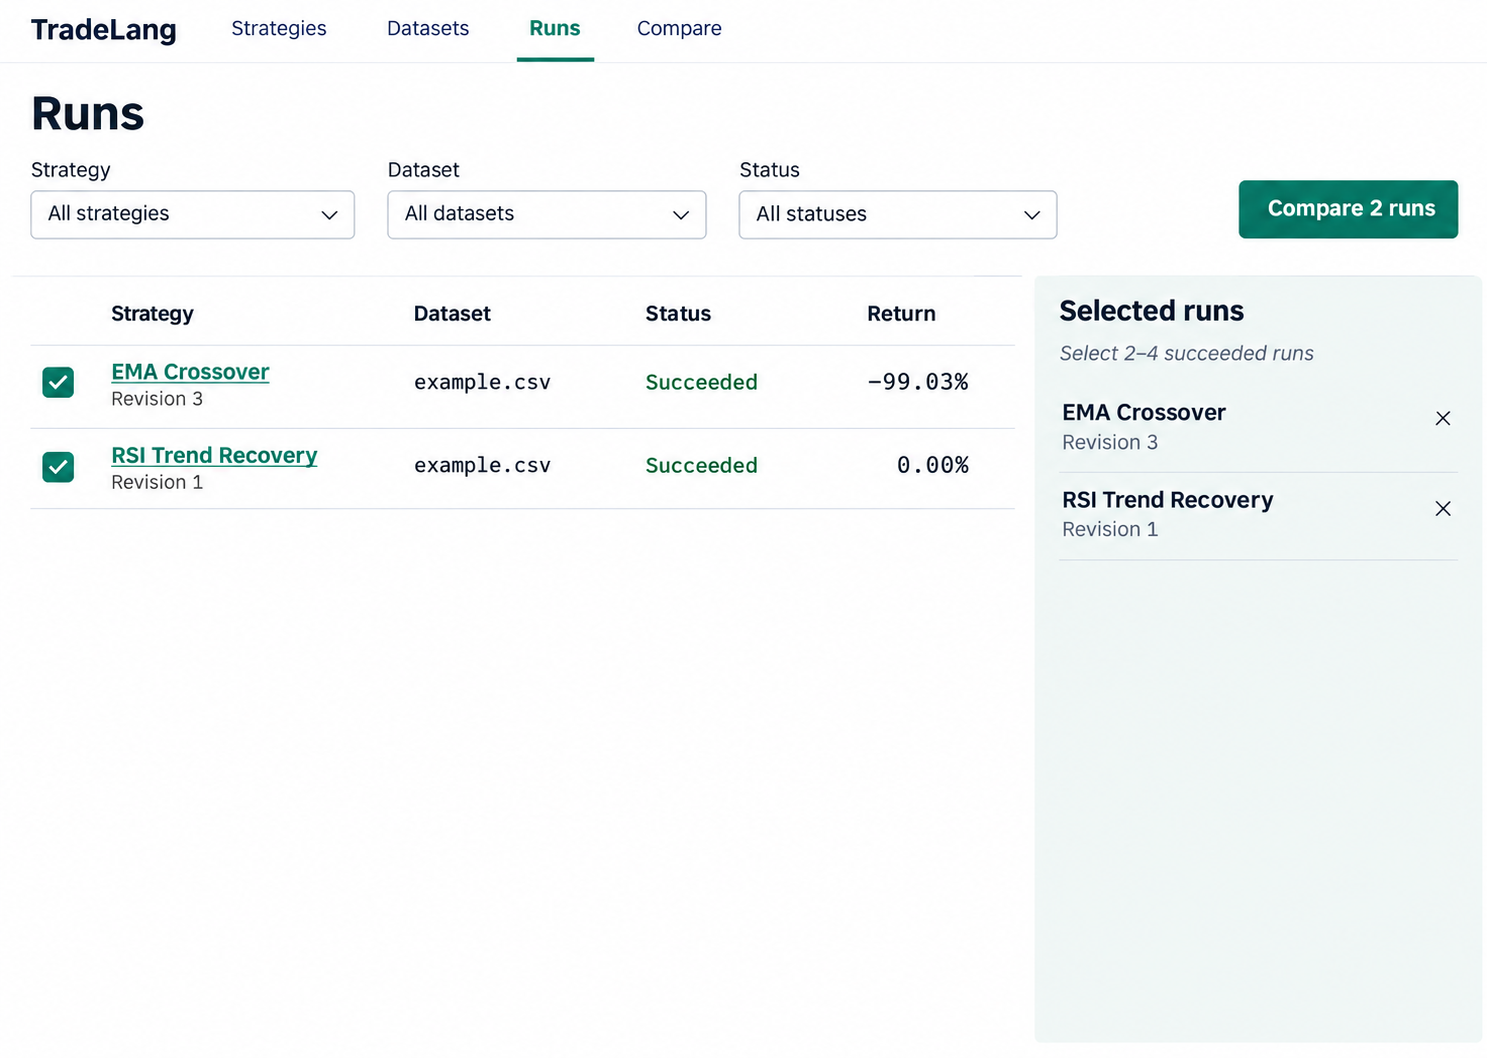 TradeLang
Strategies
Datasets
Runs
Compare
Runs
Strategy
Dataset
Status
All strategies
All datasets
All statuses
Compare 2 runs
Strategy
Dataset
Status
Return
EMA Crossover
Revision 3
example.csv
Succeeded
−99.03%
RSI Trend Recovery
Revision 1
example.csv
Succeeded
0.00%
Selected runs
Select 2–4 succeeded runs
EMA Crossover
Revision 3
RSI Trend Recovery
Revision 1